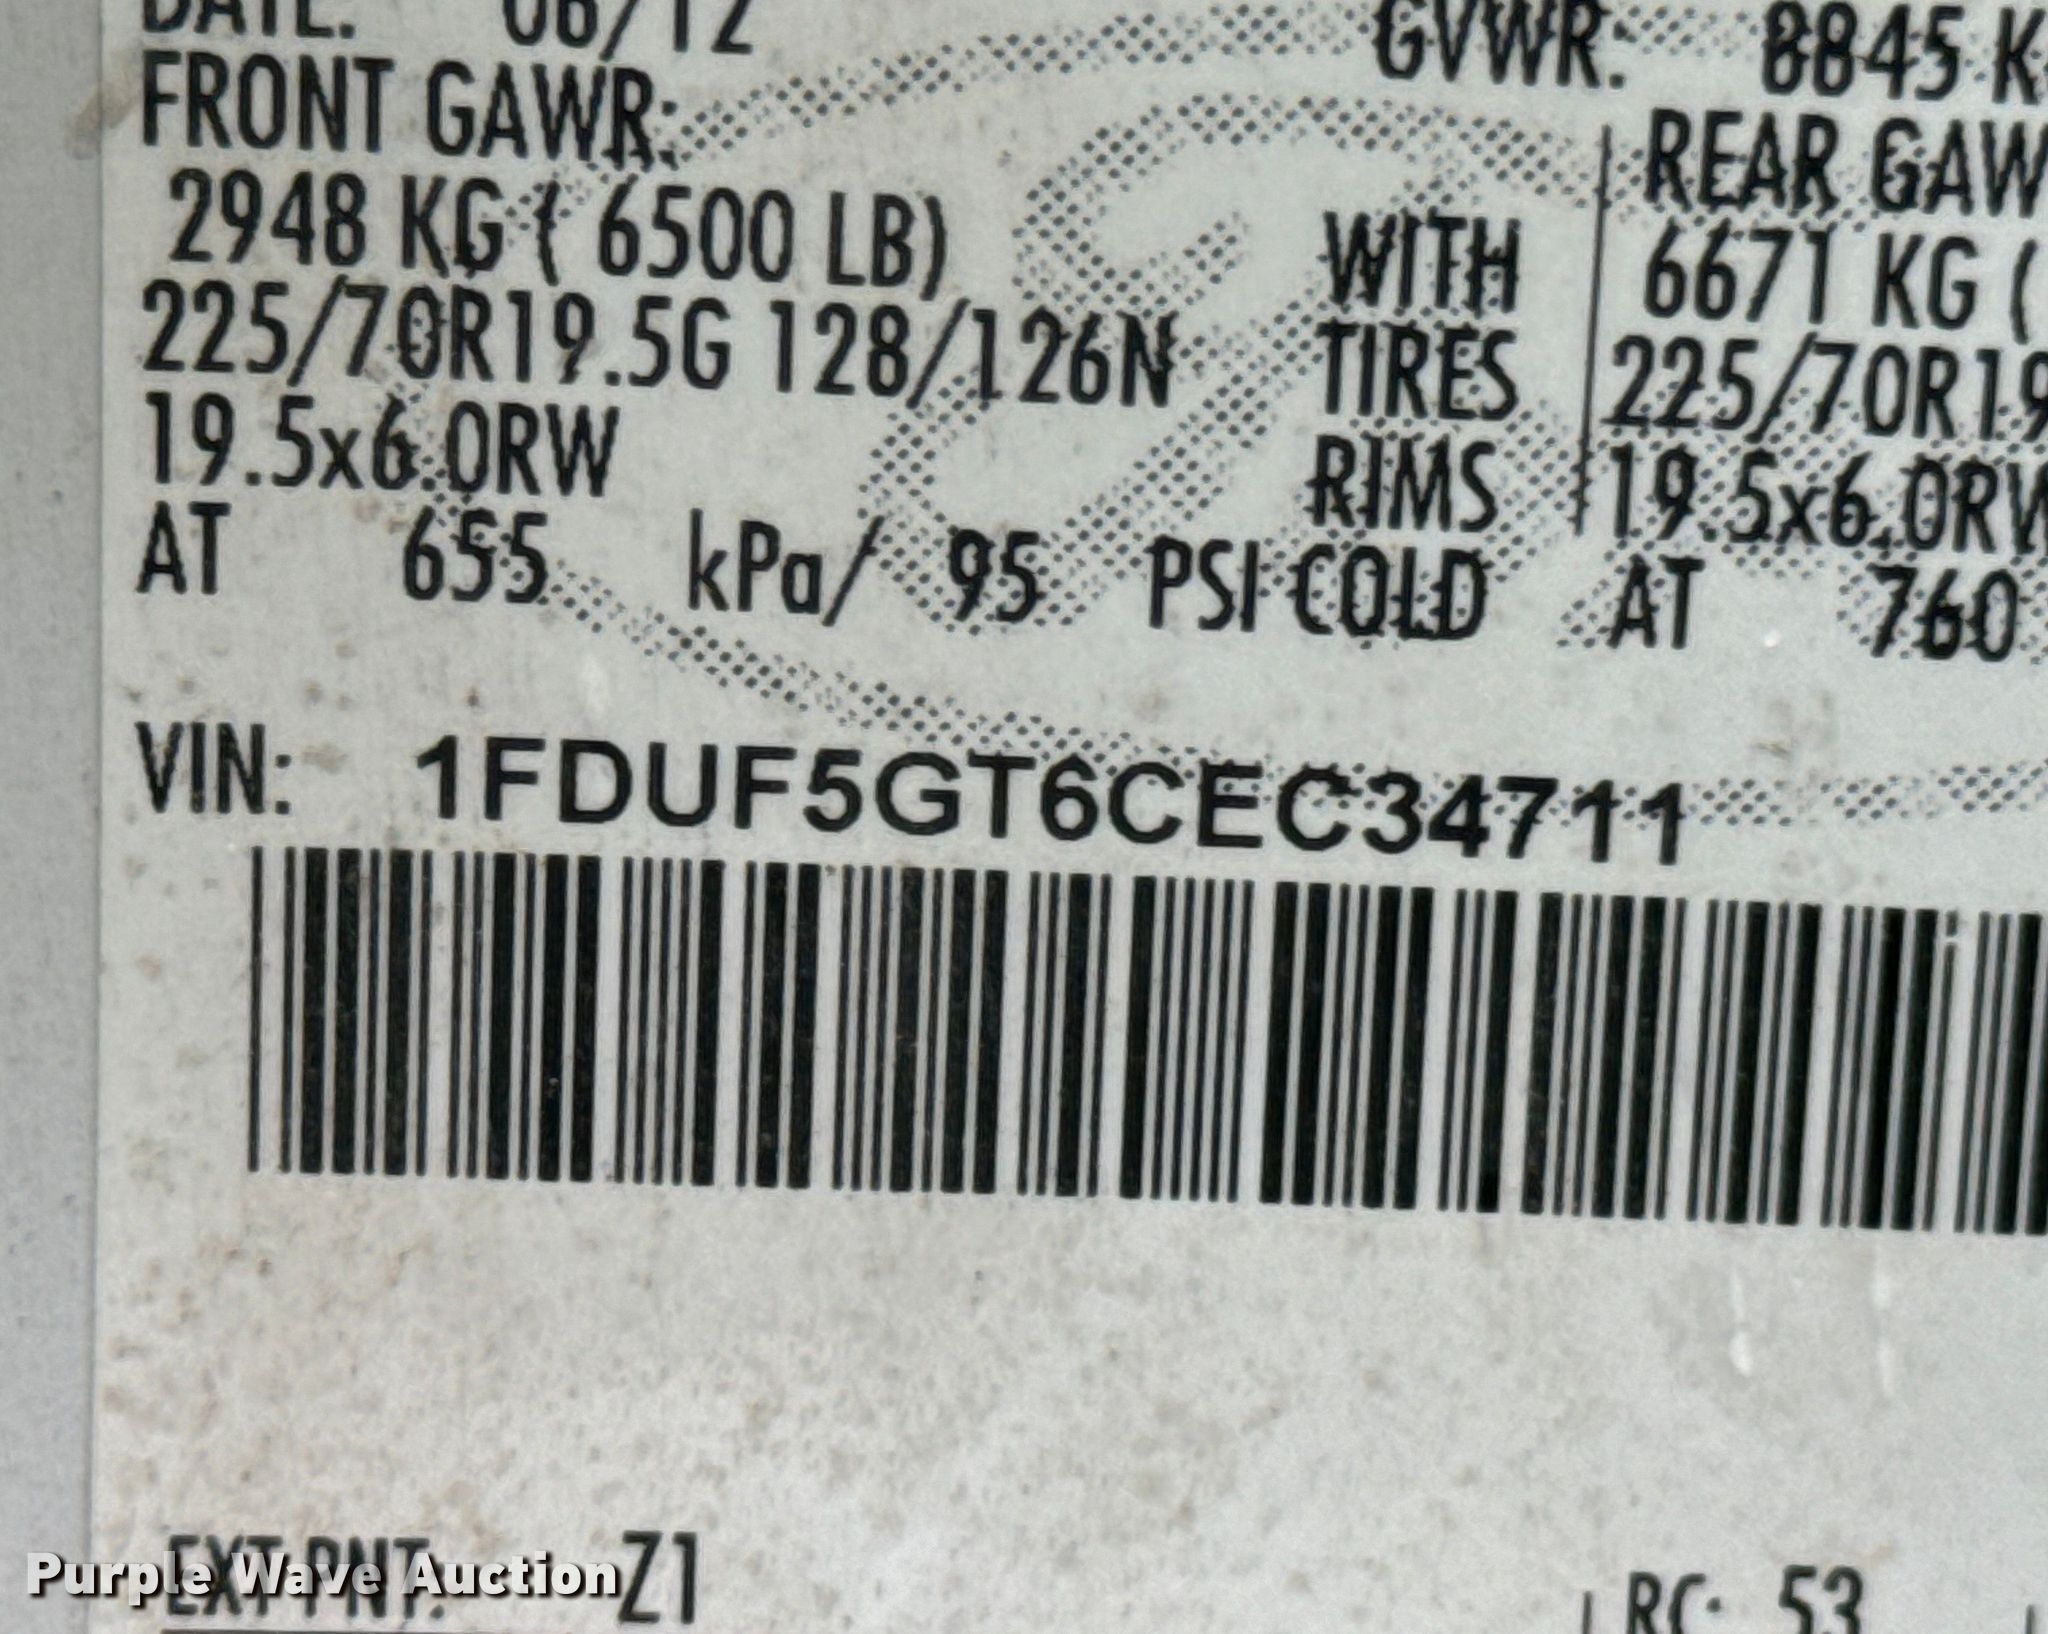 DATE: 06/12 GVWR: 8845 K
FRONT GAWR: REAR GAW
2948 KG ( 6500 LB) WITH 6671 KG (
225/70R19.5G 128/126N TIRES 225/70R19
19.5x6.0RW RIMS 19.5x6.0RW
AT 655 kPa/ 95 PSI COLD AT 760
VIN: 1FDUF5GT6CEC34711
EXT PNT: Z1 RC: 53
Purple Wave Auction